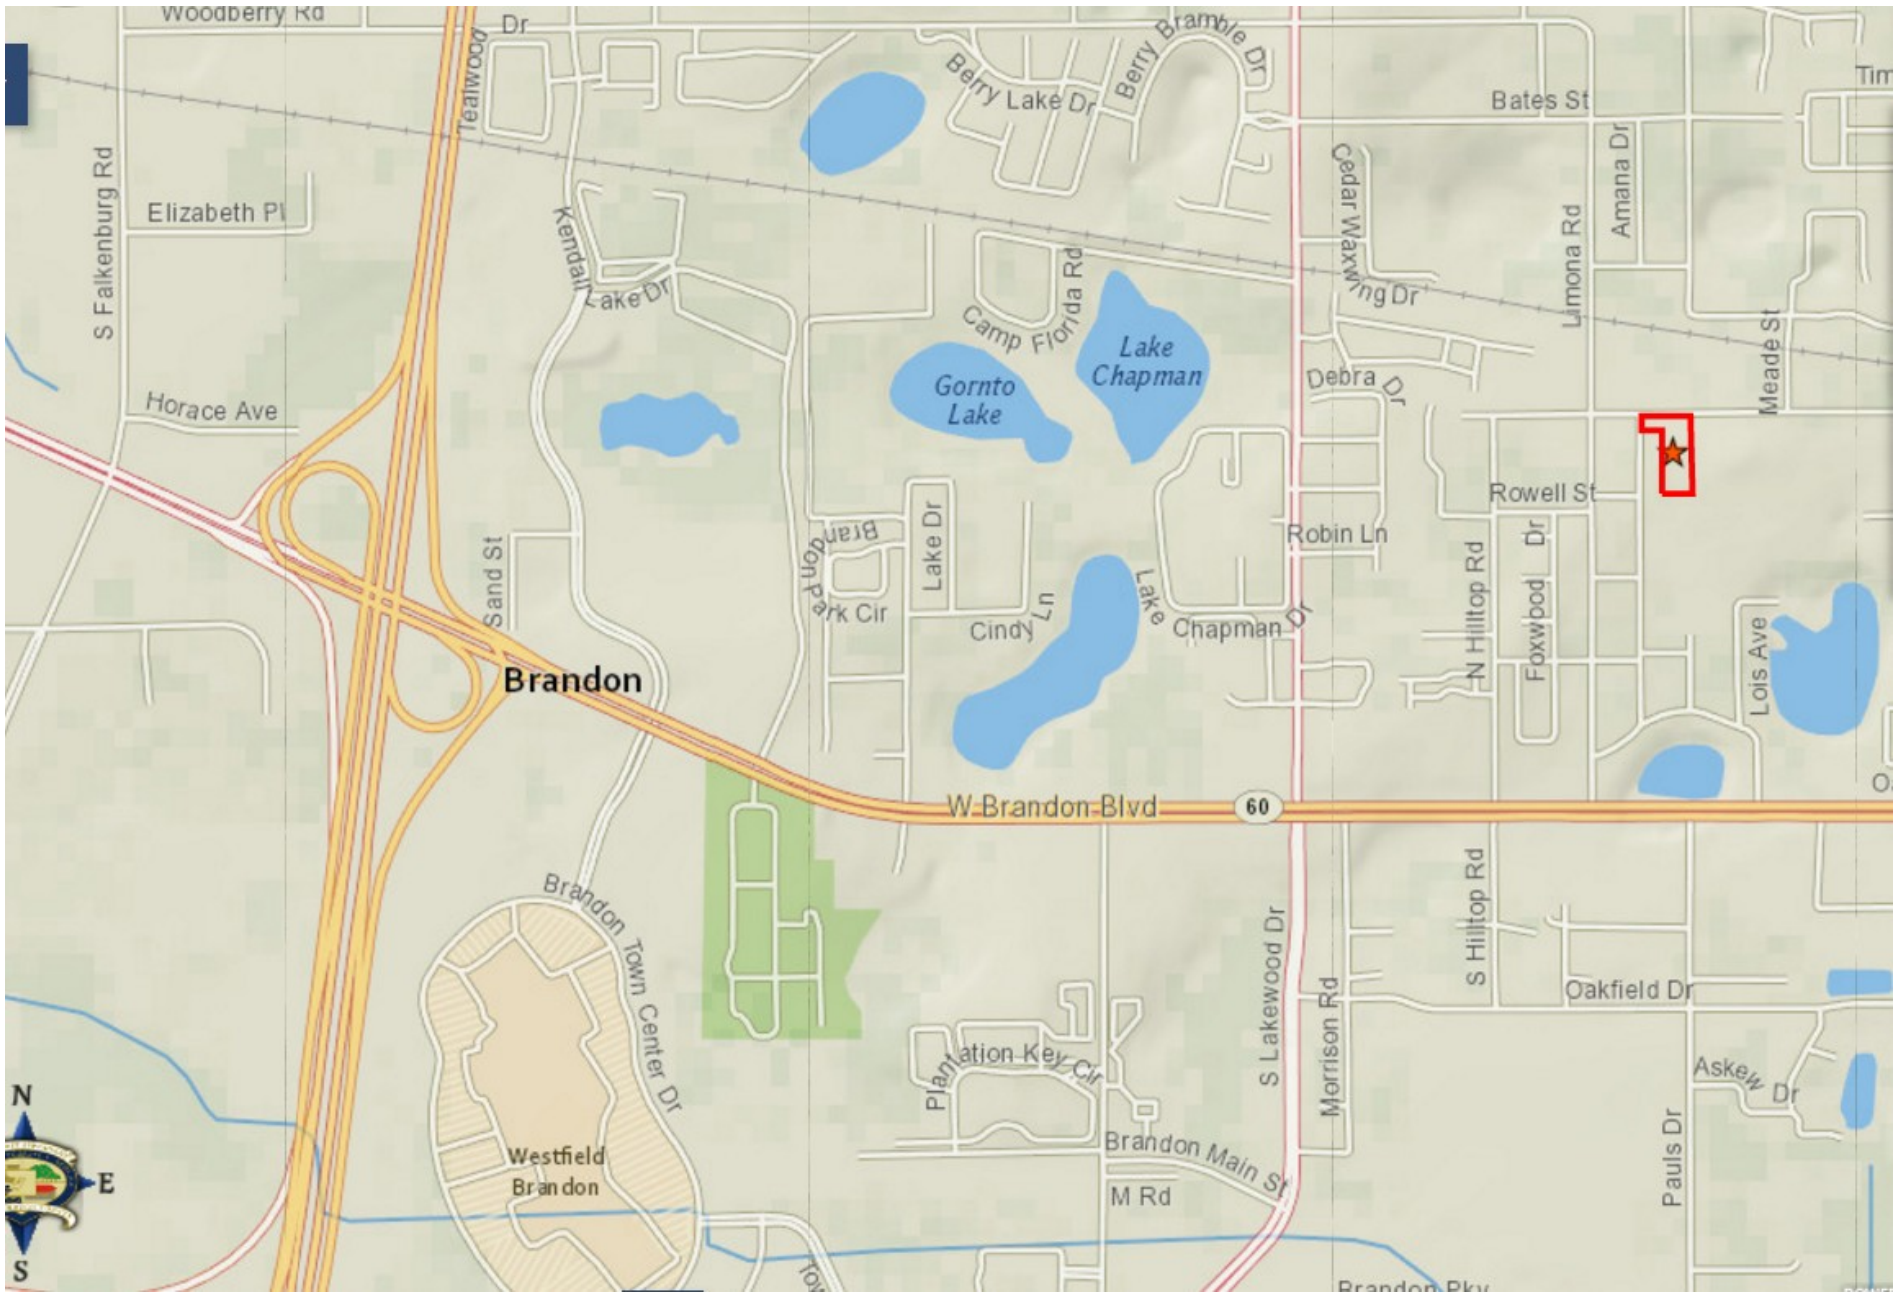 Woodberry Rd
Dr
Tealwood
Berry Lake Dr
Berry Bramble Dr
Bates St
Tim
S Falkenburg Rd
Elizabeth Pl
Kendall
Lake Dr
Camp Florida Rd
Cedar Waxwing Dr
Limona Rd
Amana Dr
Lake
Chapman
Gornto
Lake
Debra Dr
Meade St
Horace Ave
Rowell St
Sand St
Brandon
Park Cir
Lake Dr
Cindy Ln
Lake
Chapman Dr
Robin Ln
N Hilltop Rd
Foxwood Dr
Lois Ave
Brandon
W Brandon Blvd
60
O
Brandon Town Center Dr
S Lakewood Dr
Morrison Rd
S Hilltop Rd
Oakfield Dr
Plantation Key Cir
Askew Dr
Pauls Dr
N
E
S
Westfield
Brandon
Brandon Main St
M Rd
Tow
Brandon Pky